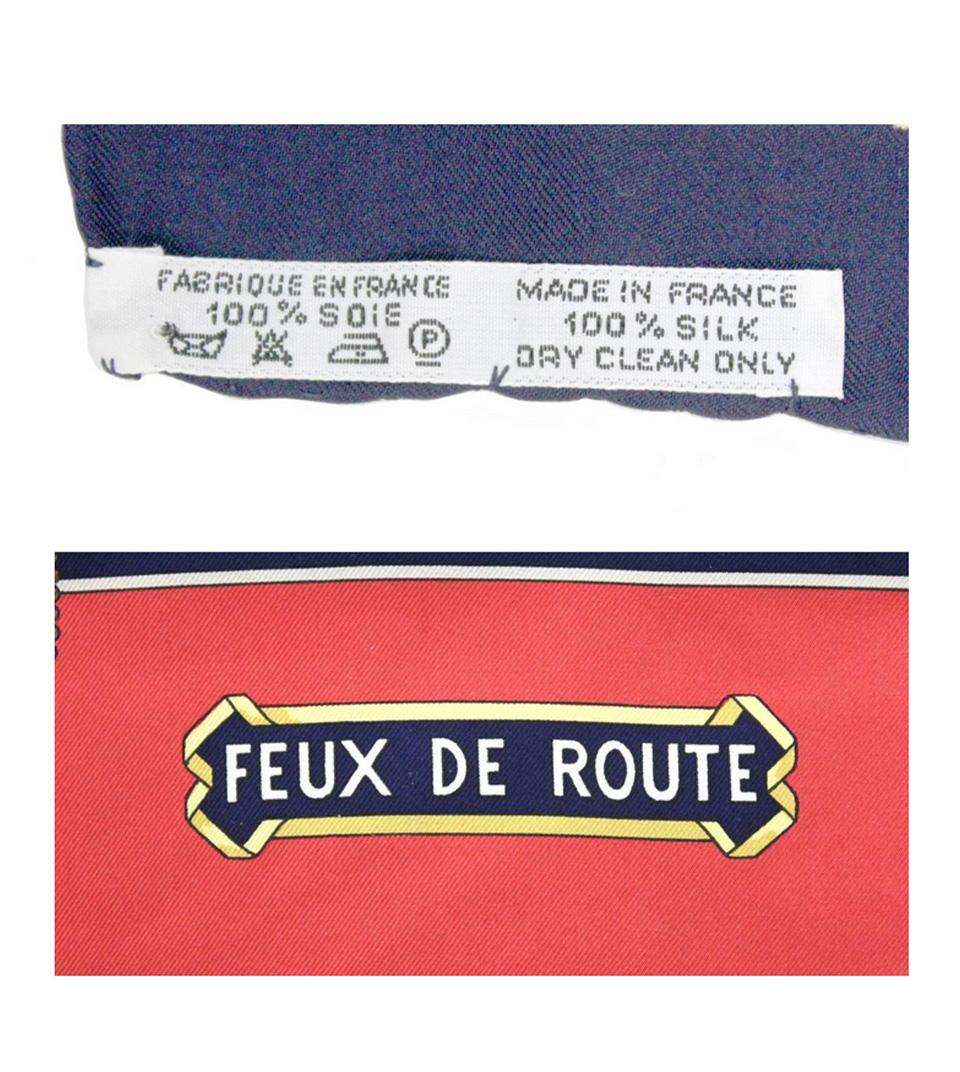 FABRIQUE EN FRANCE
100% SOIE
P
MADE IN FRANCE
100% SILK
DRY CLEAN ONLY
FEUX DE ROUTE